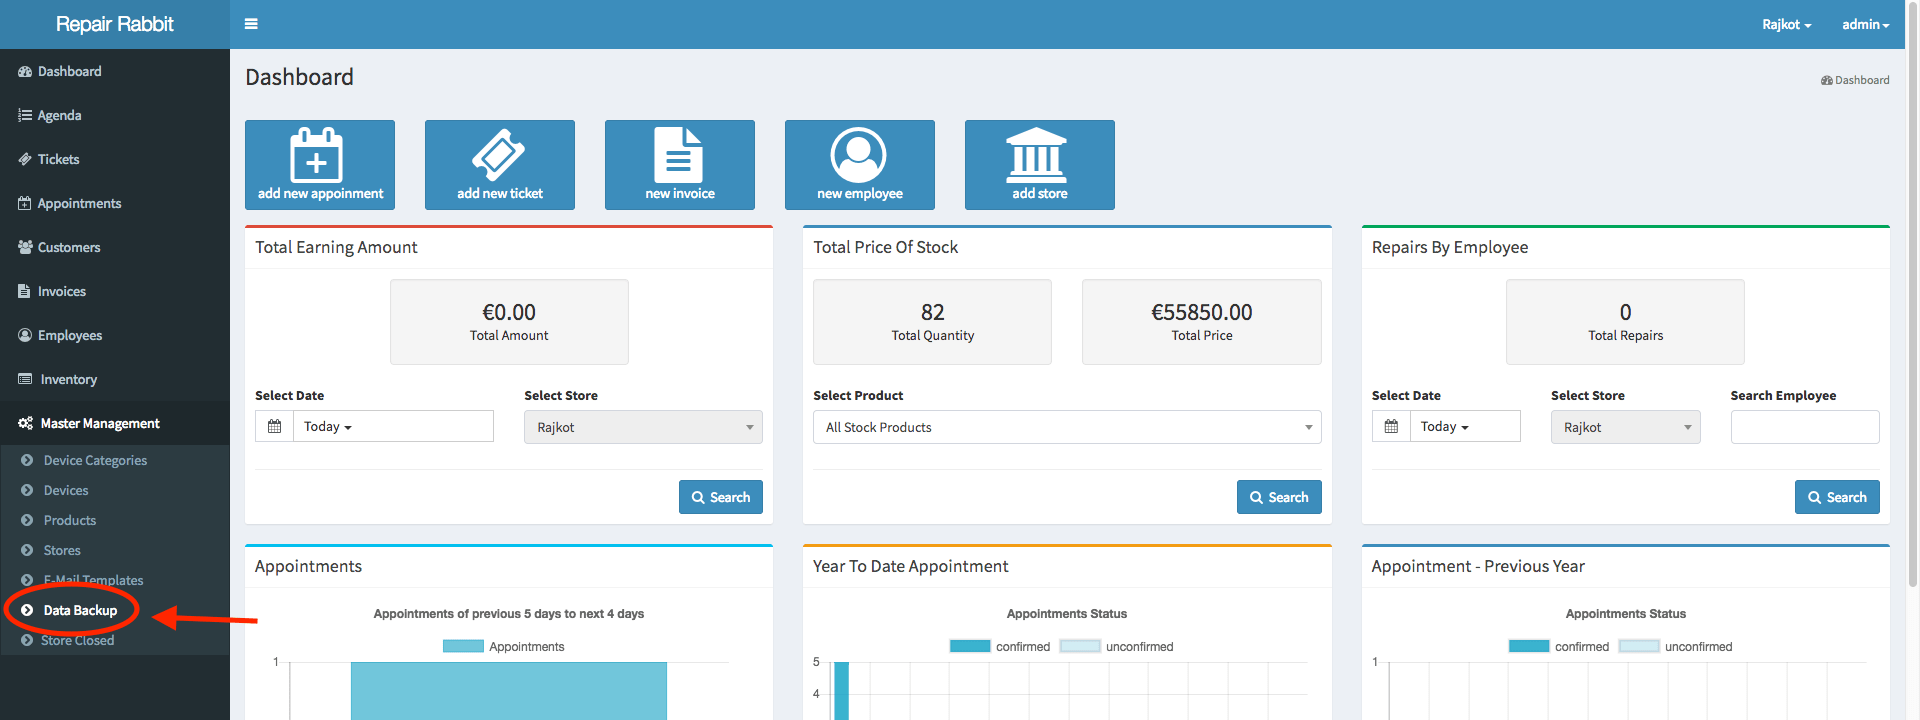 Repair Rabbit
Rajkot
admin
Dashboard
Agenda
Tickets
Appointments
Customers
Invoices
Employees
Inventory
Master Management
Device Categories
Devices
Products
Stores
E-Mail Templates
Data Backup
Store Closed
Dashboard
Dashboard
add new appoinment
add new ticket
new invoice
new employee
add store
Total Earning Amount
€0.00
Total Amount
Select Date
Select Store
Today
Rajkot
Search
Total Price Of Stock
82
Total Quantity
€55850.00
Total Price
Select Product
All Stock Products
Search
Repairs By Employee
0
Total Repairs
Select Date
Select Store
Search Employee
Today
Rajkot
Search
Appointments
Appointments of previous 5 days to next 4 days
Appointments
1
Year To Date Appointment
Appointments Status
confirmed
unconfirmed
5
4
Appointment - Previous Year
Appointments Status
confirmed
unconfirmed
1